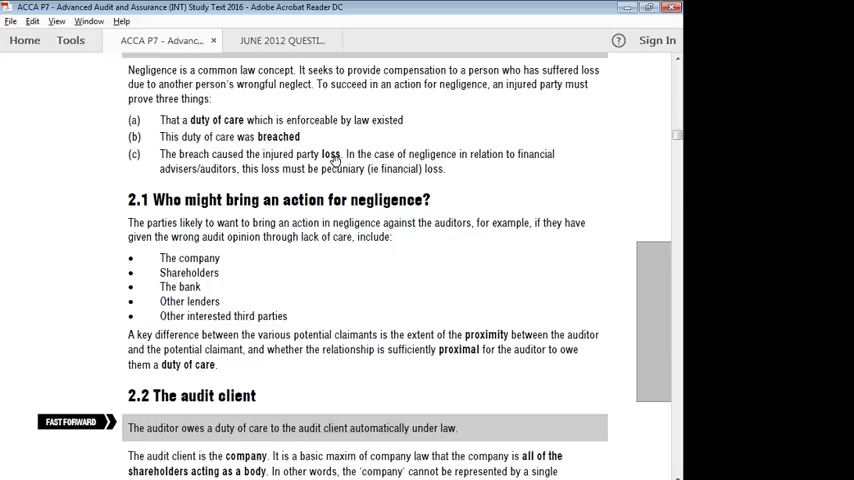 ACCA P7 - Advanced Audit and Assurance (INT) Study Text 2016 - Adobe Acrobat Reader DC
File Edit View Window Help
Home Tools ACCA P7 - Advanc... × JUNE 2012 QUESTI... ? Sign In
Negligence is a common law concept. It seeks to provide compensation to a person who has suffered loss
due to another person's wrongful neglect. To succeed in an action for negligence, an injured party must
prove three things:
(a) That a duty of care which is enforceable by law existed
(b) This duty of care was breached
(c) The breach caused the injured party loss. In the case of negligence in relation to financial
advisers/auditors, this loss must be pecuniary (ie financial) loss.
2.1 Who might bring an action for negligence?
The parties likely to want to bring an action in negligence against the auditors, for example, if they have
given the wrong audit opinion through lack of care, include:
• The company
• Shareholders
• The bank
• Other lenders
• Other interested third parties
A key difference between the various potential claimants is the extent of the proximity between the auditor
and the potential claimant, and whether the relationship is sufficiently proximal for the auditor to owe
them a duty of care.
2.2 The audit client
FAST FORWARD
The auditor owes a duty of care to the audit client automatically under law.
The audit client is the company. It is a basic maxim of company law that the company is all of the
shareholders acting as a body. In other words, the 'company' cannot be represented by a single